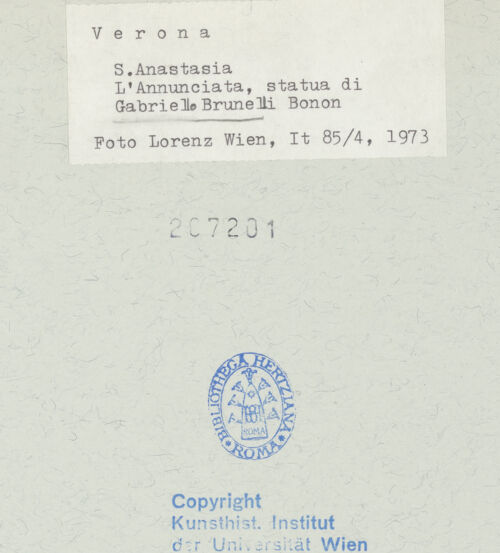 Verona
S.Anastasia
L'Annunciata, statua di
Gabriello Brunelli Bonon
Foto Lorenz Wien, It 85/4, 1973
207201
BIBLIOTHECA HERTZIANA
ROMA
• ROMA •
Copyright
Kunsthist. Institut
der Universität Wien